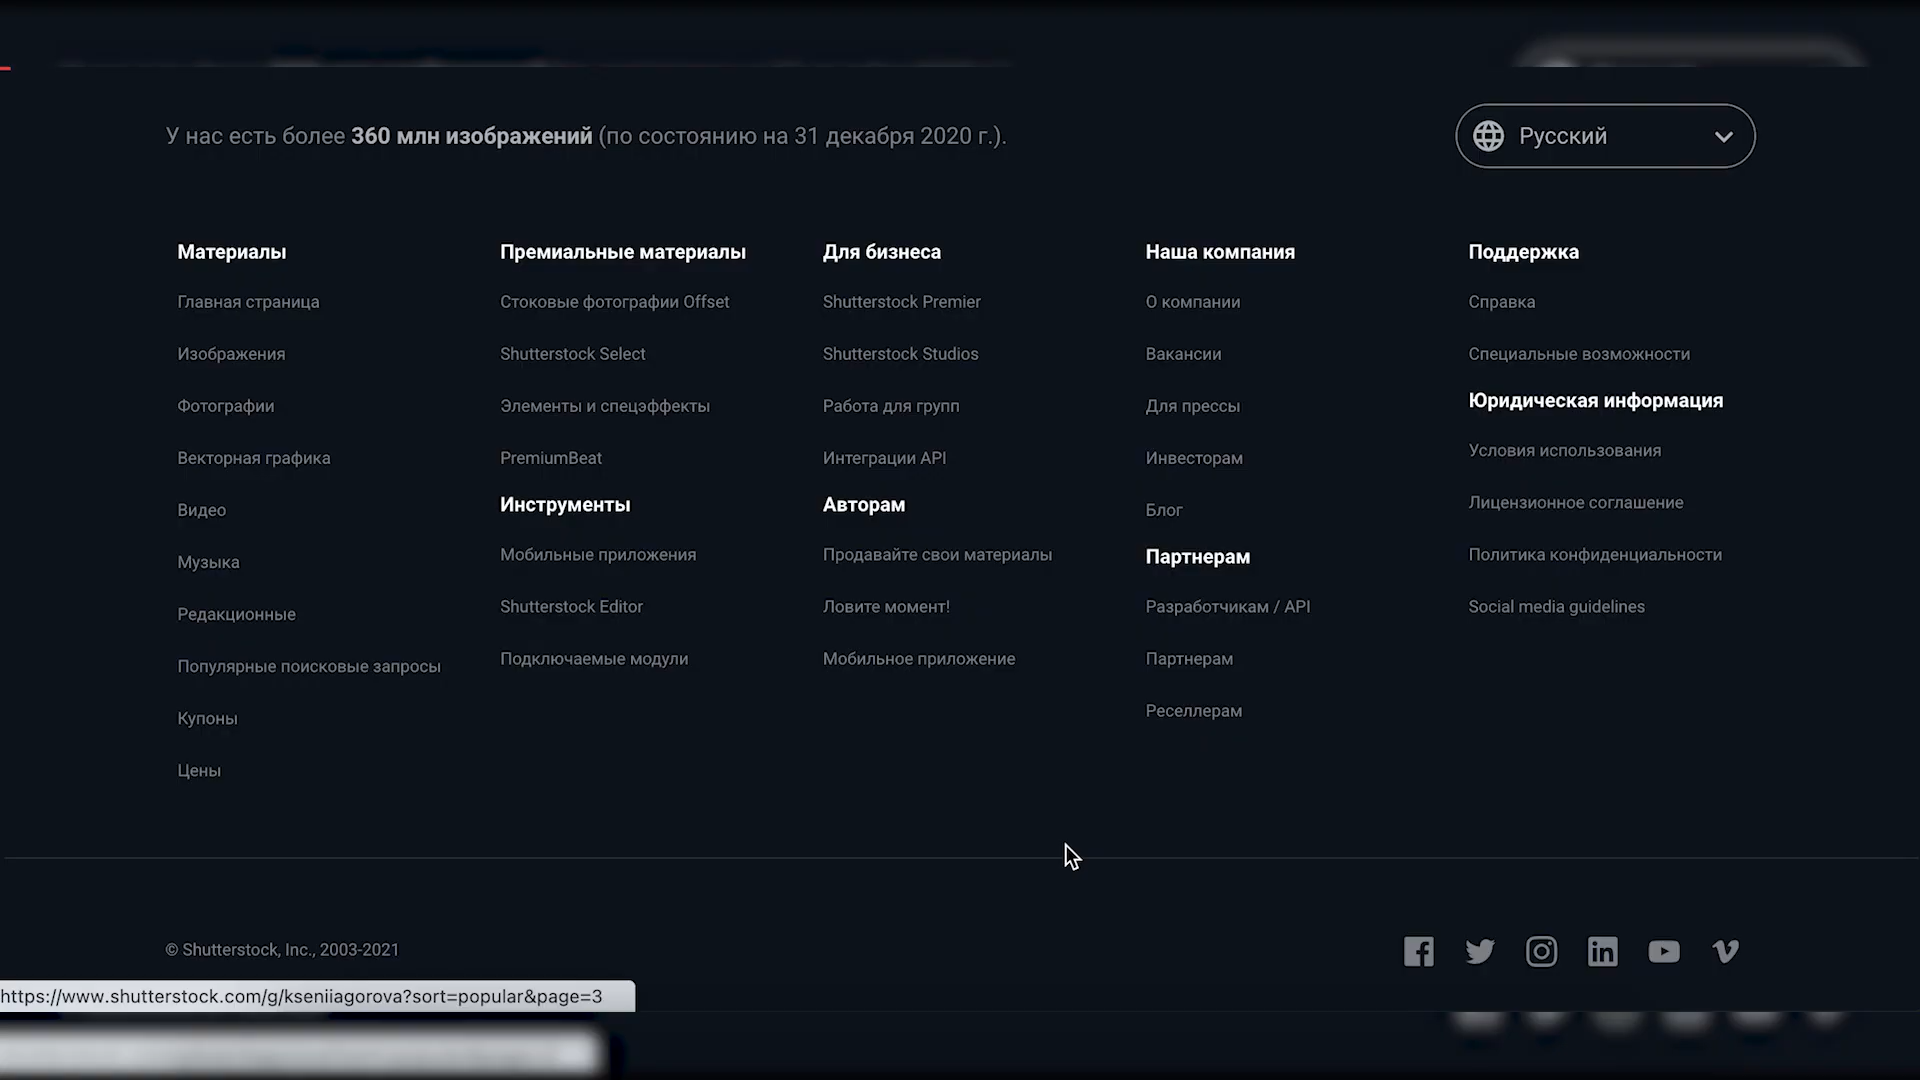 У нас есть более 360 млн изображений (по состоянию на 31 декабря 2020 г.).
Русский
Материалы
Главная страница
Изображения
Фотографии
Векторная графика
Видео
Музыка
Редакционные
Популярные поисковые запросы
Купоны
Цены
Премиальные материалы
Стоковые фотографии Offset
Shutterstock Select
Элементы и спецэффекты
PremiumBeat
Инструменты
Мобильные приложения
Shutterstock Editor
Подключаемые модули
Для бизнеса
Shutterstock Premier
Shutterstock Studios
Работа для групп
Интеграции API
Авторам
Продавайте свои материалы
Ловите момент!
Мобильное приложение
Наша компания
О компании
Вакансии
Для прессы
Инвесторам
Блог
Партнерам
Разработчикам / API
Партнерам
Реселлерам
Поддержка
Справка
Специальные возможности
Юридическая информация
Условия использования
Лицензионное соглашение
Политика конфиденциальности
Social media guidelines
© Shutterstock, Inc., 2003-2021
https://www.shutterstock.com/g/kseniiagorova?sort=popular&page=3